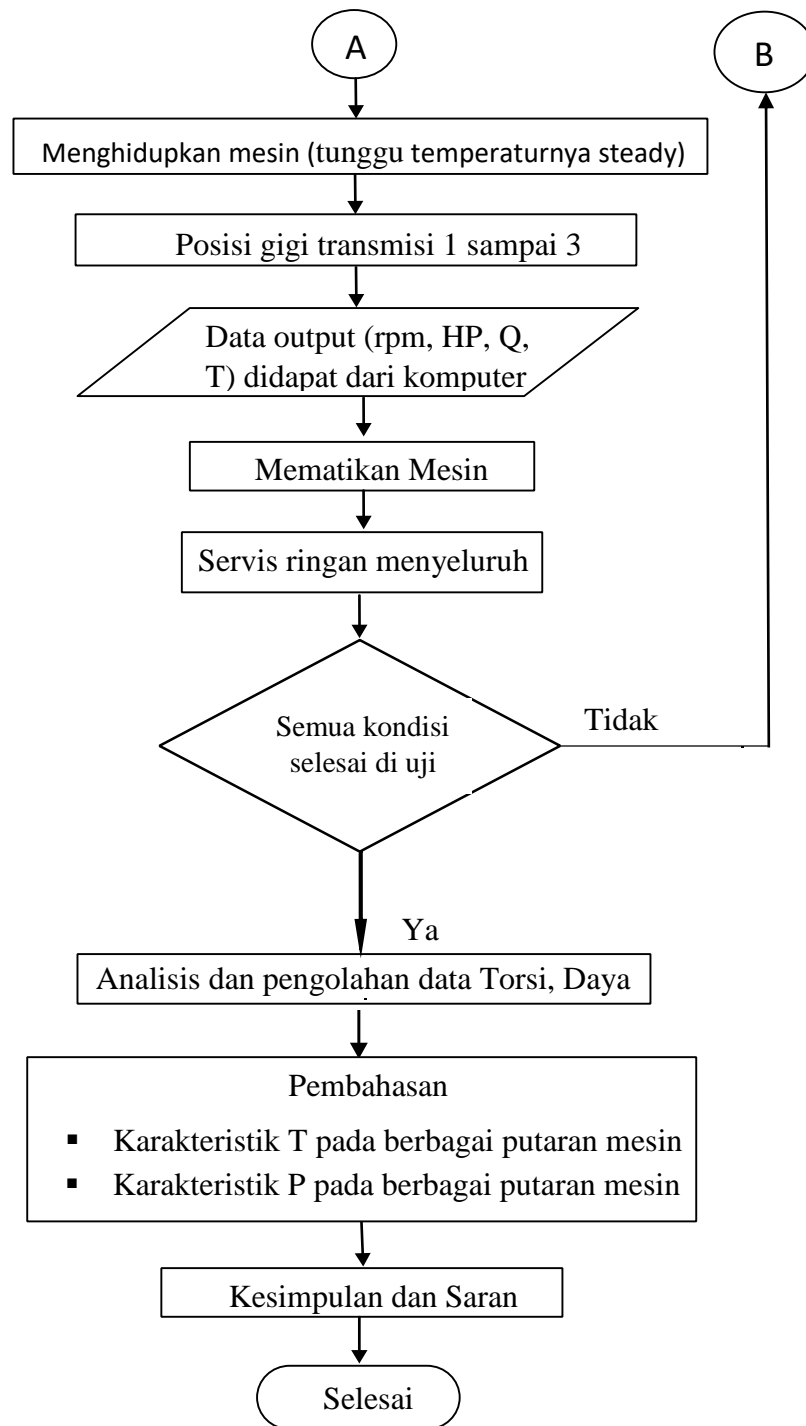 A
B
Menghidupkan mesin (tunggu temperaturnya steady)
Posisi gigi transmisi 1 sampai 3
Data output (rpm, HP, Q,
T) didapat dari komputer
Mematikan Mesin
Servis ringan menyeluruh
Semua kondisi
selesai di uji
Tidak
Ya
Analisis dan pengolahan data Torsi, Daya
Pembahasan
▪ Karakteristik T pada berbagai putaran mesin
▪ Karakteristik P pada berbagai putaran mesin
Kesimpulan dan Saran
Selesai